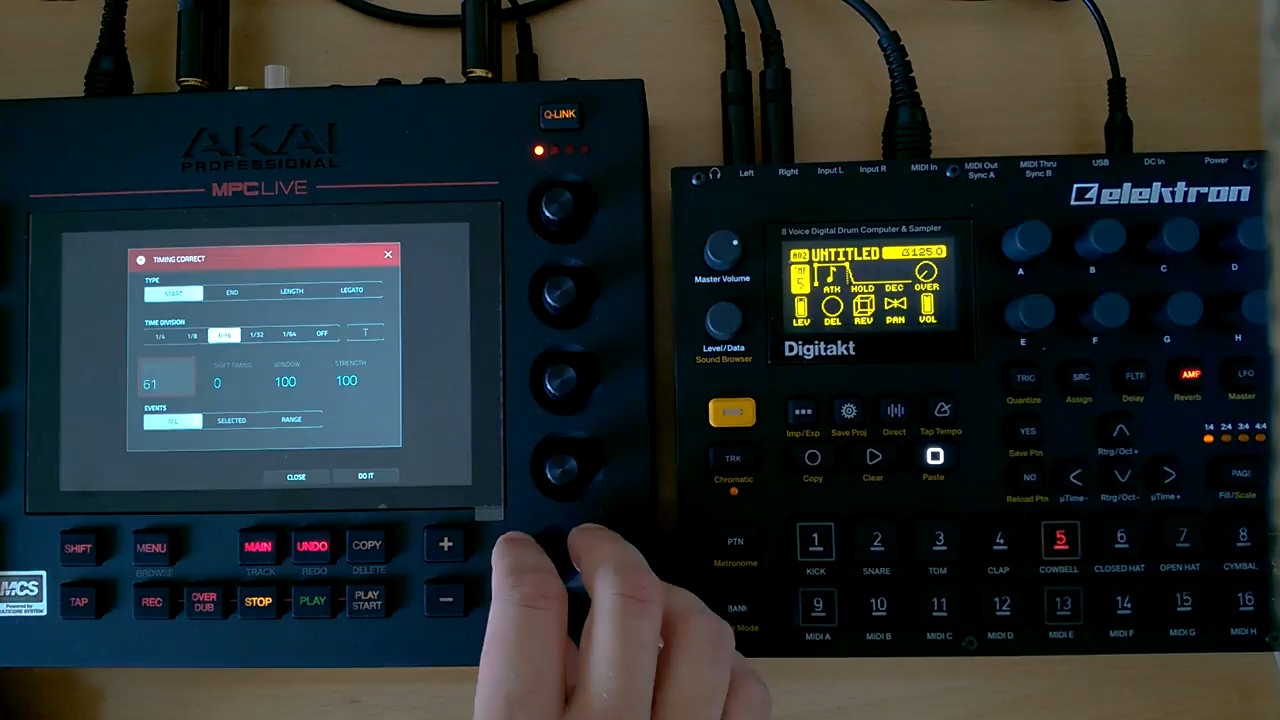 AKAI
PROFESSIONAL
MPC LIVE
Q-LINK
TIMING CORRECT
TYPE
START END LENGTH LEGATO
TIME DIVISION
1/4 1/8 1/16 1/32 1/64 OFF T
SHIFT TIMING WINDOW STRENGTH
61 0 100 100
EVENTS
ALL SELECTED RANGE
CLOSE DO IT
SHIFT MENU MAIN UNDO COPY +
BROWSE TRACK REDO DELETE
TAP REC OVER DUB STOP PLAY PLAY START −
MCS
Powered by
MULTICORE SYSTEM
Left Right Input L Input R MIDI In MIDI Out Sync A MIDI Thru Sync B USB DC In Power
elektron
8 Voice Digital Drum Computer & Sampler
A02 UNTITLED 125.0
5 ATK HOLD DEC OVER
LEV DEL REV PAN VOL
Digitakt
Master Volume
Level/Data
Sound Browser
A B C D
E F G H
TRIG SRC FLTR AMP LFO
Quantize Assign Delay Reverb Master
FUNC
Imp/Exp Save Proj Direct Tap Tempo
YES
Save Ptn
Rtrg/Oct+
1:4 2:4 3:4 4:4
TRK
Chromatic
Copy Clear Paste
NO
Reload Ptn
µTime- Rtrg/Oct- µTime+
PAGE
Fill/Scale
PTN
Metronome
1 2 3 4 5 6 7 8
KICK SNARE TOM CLAP COWBELL CLOSED HAT OPEN HAT CYMBAL
BANK
Mode
9 10 11 12 13 14 15 16
MIDI A MIDI B MIDI C MIDI D MIDI E MIDI F MIDI G MIDI H